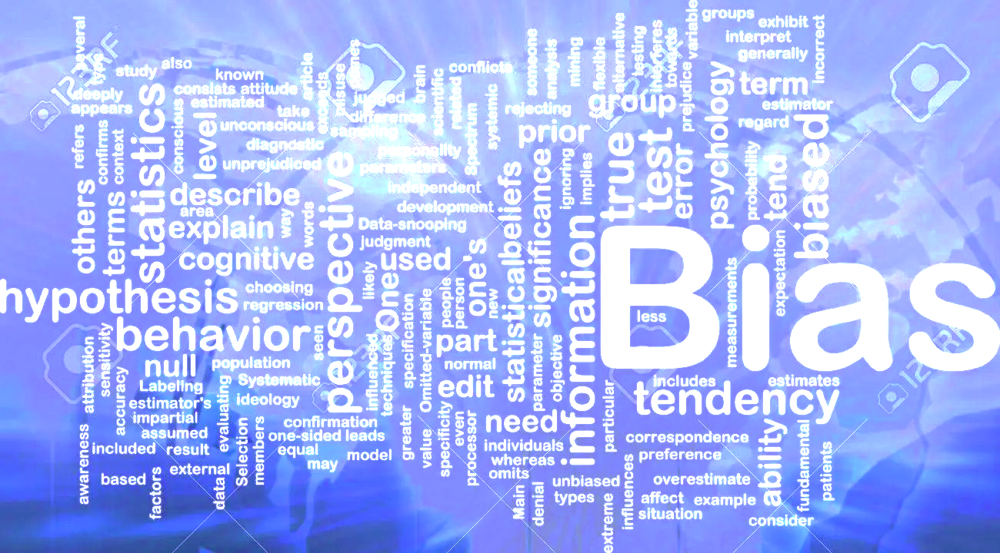 groups
exhibit
variable
interpret
several
someone
analysis
mining
flexible
alternative
testing
interferes
towards
generally
incorrect
type
study
also
known
article
exceeds
misuse
brain
scientific
related
conflicts
systemic
prejudice
term
deeply
appears
consists attitude
estimated
take
judged
difference
sampling
rejecting
group
psychology
estimator
regard
unconscious
diagnostic
unprejudiced
level
conscious
statistics
refers
confirms
context
personality
parameters
Spectrum
prior
true
test
error
probability
tend
biased
others
terms
describe
area
explain
way
words
cognitive
perspective
independent
development
Data-snooping
judgment
used
one's
beliefs
significance
ignoring
implies
information
Bias
less
measurements
expectation
hypothesis
choosing
regression
behavior
seen
likely
one
people
person
new
statistical
null
population
attribution
sensitivity
accuracy
Labeling
Systematic
estimator's
ideology
impartial
evaluating
assumed
influenced
techniques
specification
Omitted-variable
part
normal
edit
parameter
objective
includes
estimates
tendency
confirmation
one-sided leads
equal
may
model
greater
value
specificity
even
processor
need
individuals
whereas
omits
particular
correspondence
preference
ability
fundamental
patients
awareness
included
result
based
external
factors
data
Selection
members
Main
denial
unbiased
types
extreme
influences
overestimate
affect
example
situation
consider
123RF
123RF
123RF